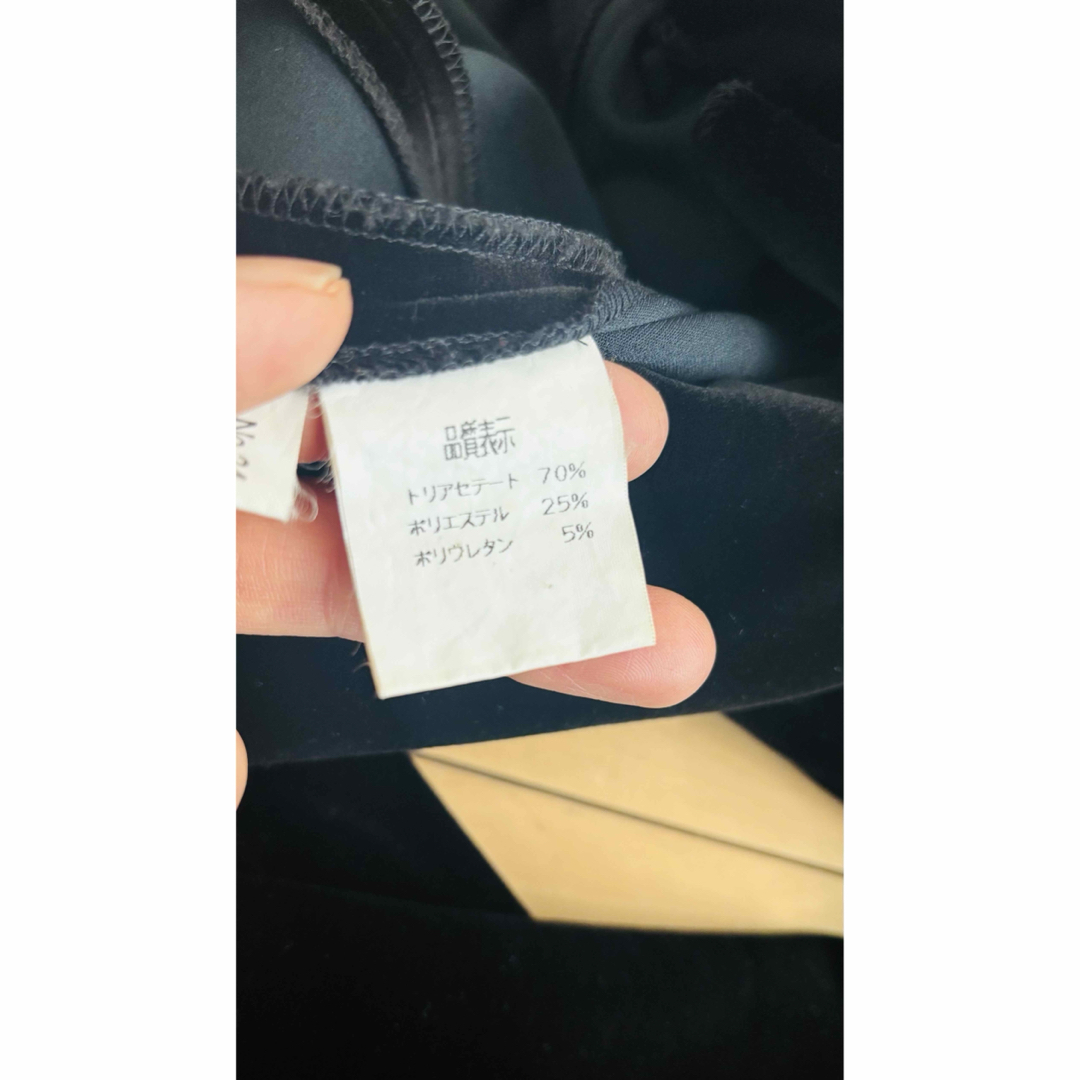 品質表示
トリアセテート 70%
ポリエステル 25%
ポリウレタン 5%